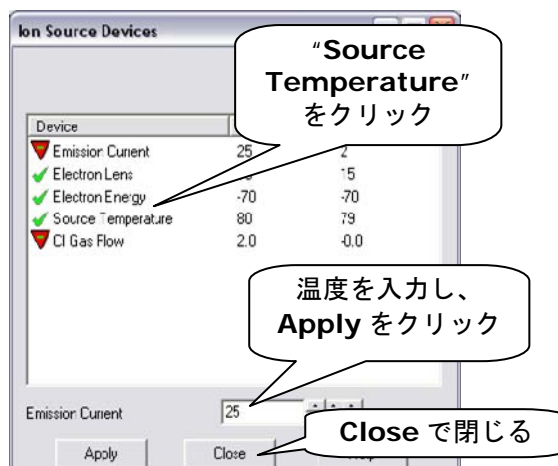 Ion Source Devices
“Source
Temperature”
をクリック
Device
Emission Current 25 2
Electron Lens 15
Electron Energy -70 -70
Source Temperature 80 79
CI Gas Flow 2.0 -0.0
温度を入力し、
Apply をクリック
Emission Current 25
Close で閉じる
Apply Close